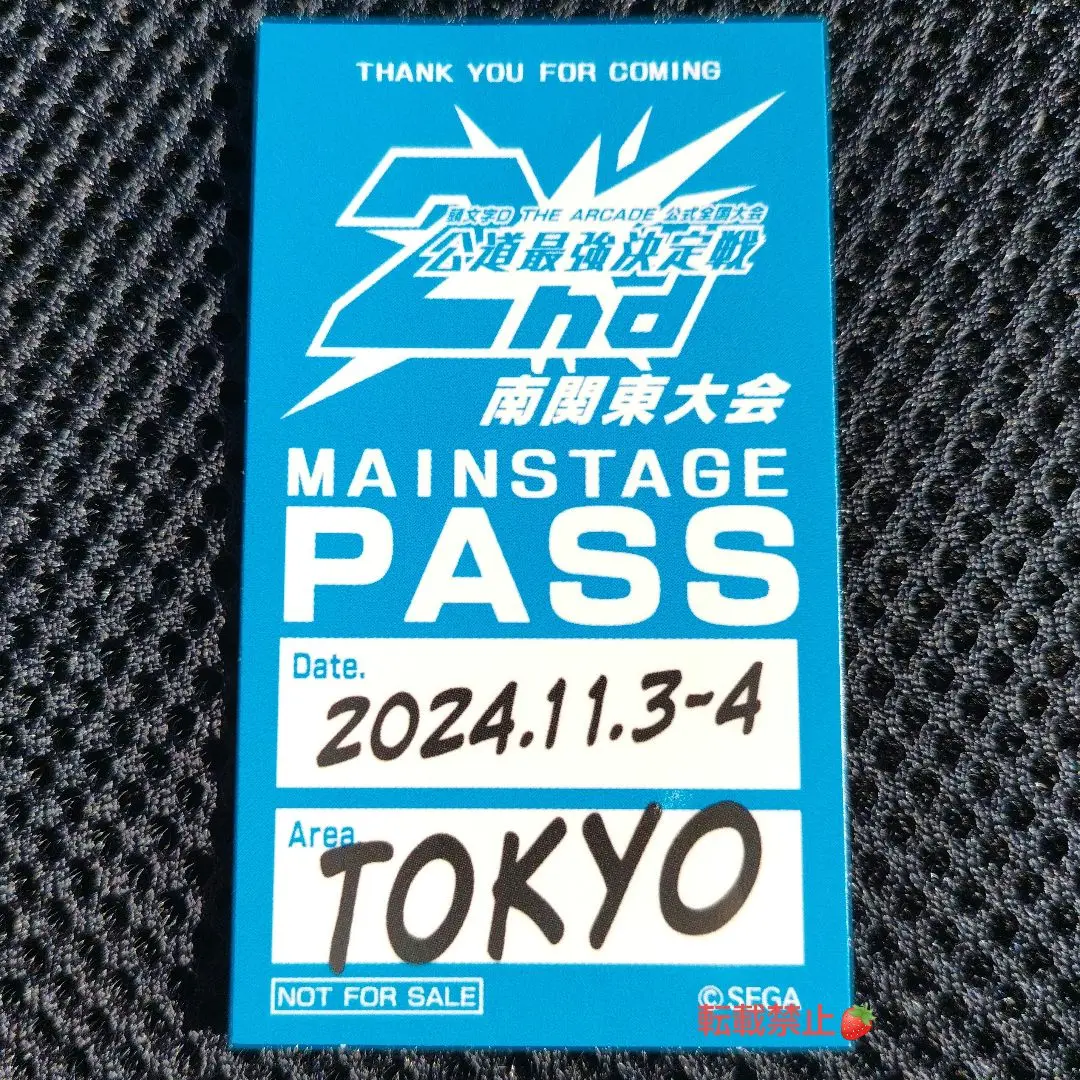 THANK YOU FOR COMING
頭文字D THE ARCADE 公式全国大会
公道最強決定戦
2nd
南関東大会
MAINSTAGE
PASS
Date.
2024.11.3-4
Area.
TOKYO
NOT FOR SALE
©SEGA
転載禁止🍓